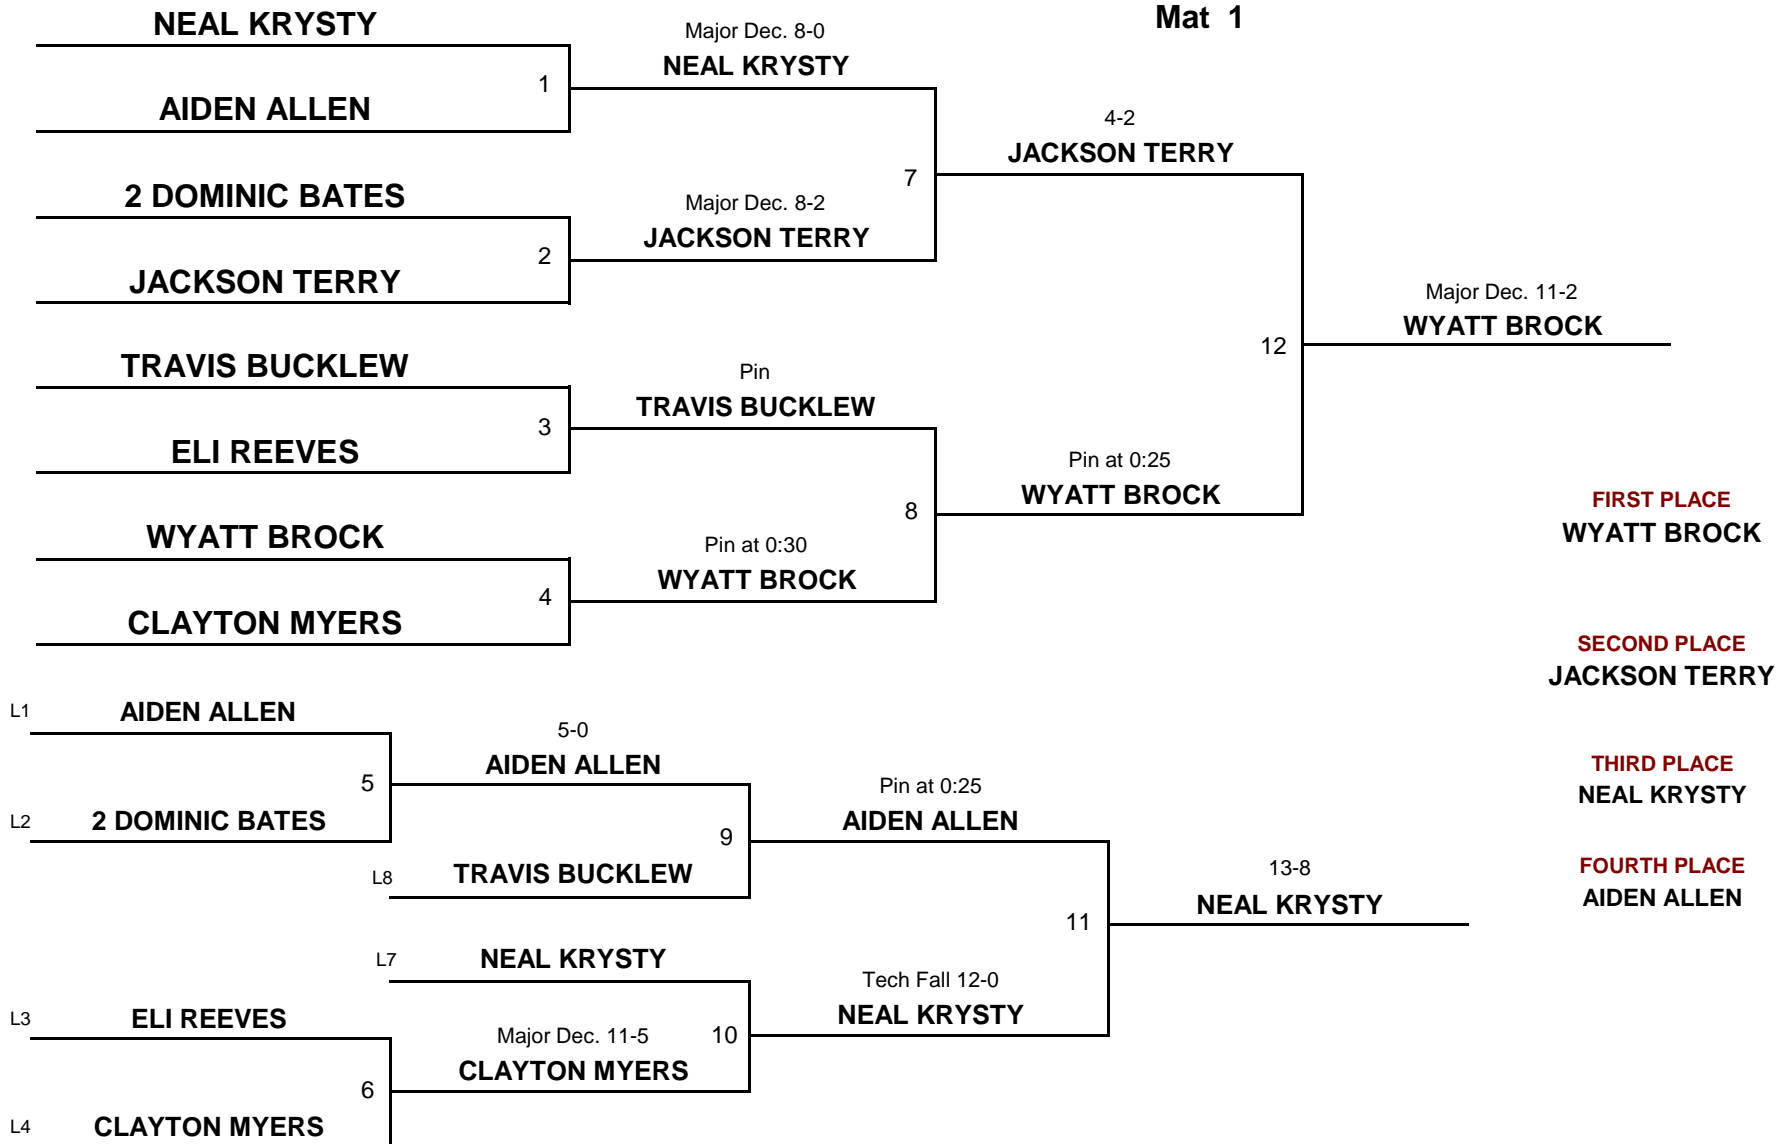 Mat 1
NEAL KRYSTY
AIDEN ALLEN
1
Major Dec. 8-0
NEAL KRYSTY
2 DOMINIC BATES
JACKSON TERRY
2
Major Dec. 8-2
JACKSON TERRY
7
4-2
JACKSON TERRY
TRAVIS BUCKLEW
ELI REEVES
3
Pin
TRAVIS BUCKLEW
WYATT BROCK
CLAYTON MYERS
4
Pin at 0:30
WYATT BROCK
8
Pin at 0:25
WYATT BROCK
12
Major Dec. 11-2
WYATT BROCK
FIRST PLACE
WYATT BROCK
SECOND PLACE
JACKSON TERRY
THIRD PLACE
NEAL KRYSTY
FOURTH PLACE
AIDEN ALLEN
L1 AIDEN ALLEN
L2 2 DOMINIC BATES
5
5-0
AIDEN ALLEN
L8 TRAVIS BUCKLEW
9
Pin at 0:25
AIDEN ALLEN
L7 NEAL KRYSTY
L3 ELI REEVES
L4 CLAYTON MYERS
6
Major Dec. 11-5
CLAYTON MYERS
10
Tech Fall 12-0
NEAL KRYSTY
11
13-8
NEAL KRYSTY